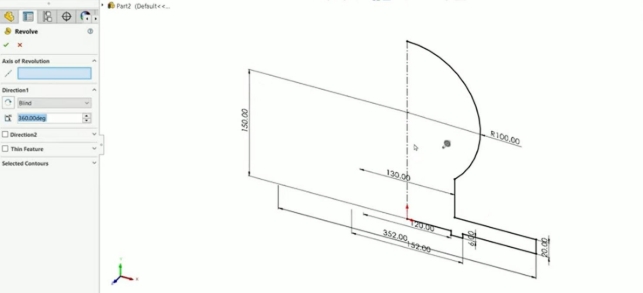 Part2 (Default<<...
Revolve
Axis of Revolution
Direction1
Blind
360.00deg
Direction2
Thin Feature
Selected Contours
150.00
R100.00
130.00
120.00
352.00
152.00
6.00
20.00